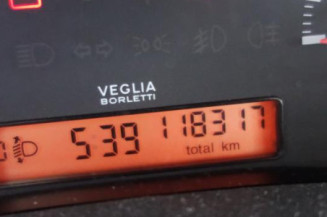 VEGLIA
BORLETTI
539 118317
total km